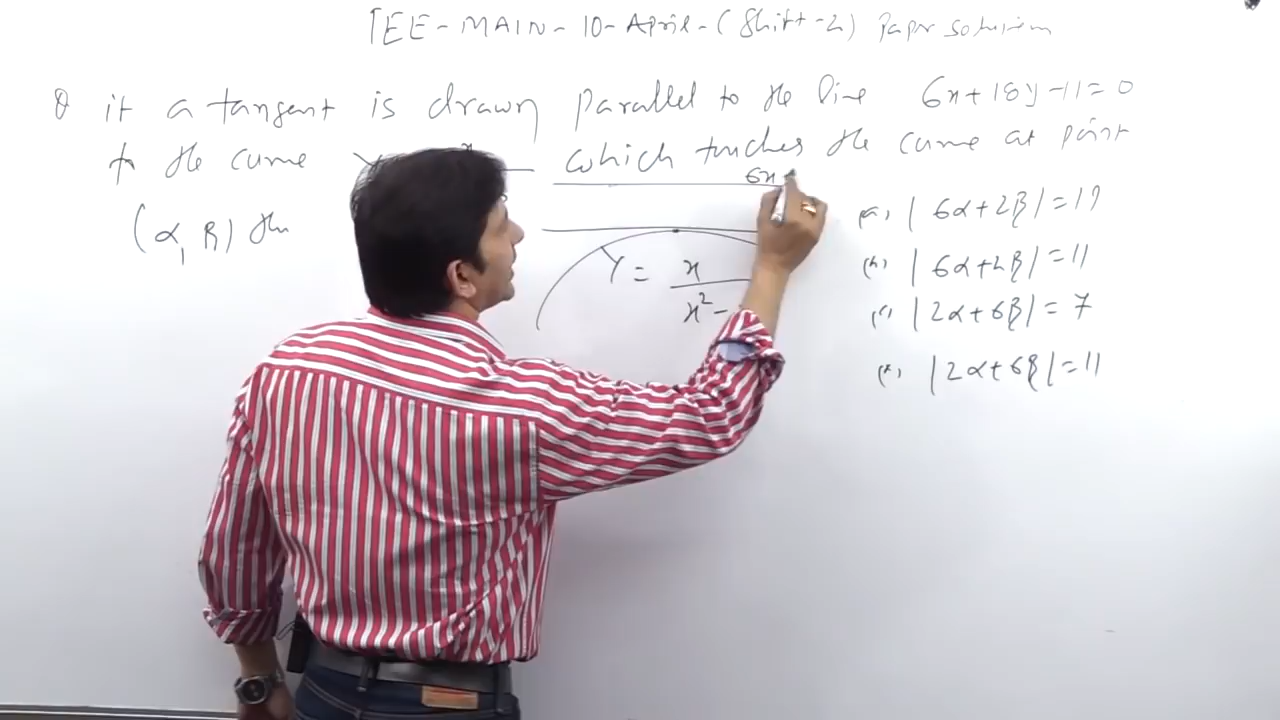 JEE-MAIN-10-April-(Shift-2) Paper solution
Q if a tangent is drawn parallel to the line 6x+18y-11=0
to the curve y x which touches the curve at point
6x
(α, β) the
(a) | 6α+2β|=19
y = x / x² -
(b) | 6α+2β|=11
(c) |2α+6β|= 7
|2α+6β|=11